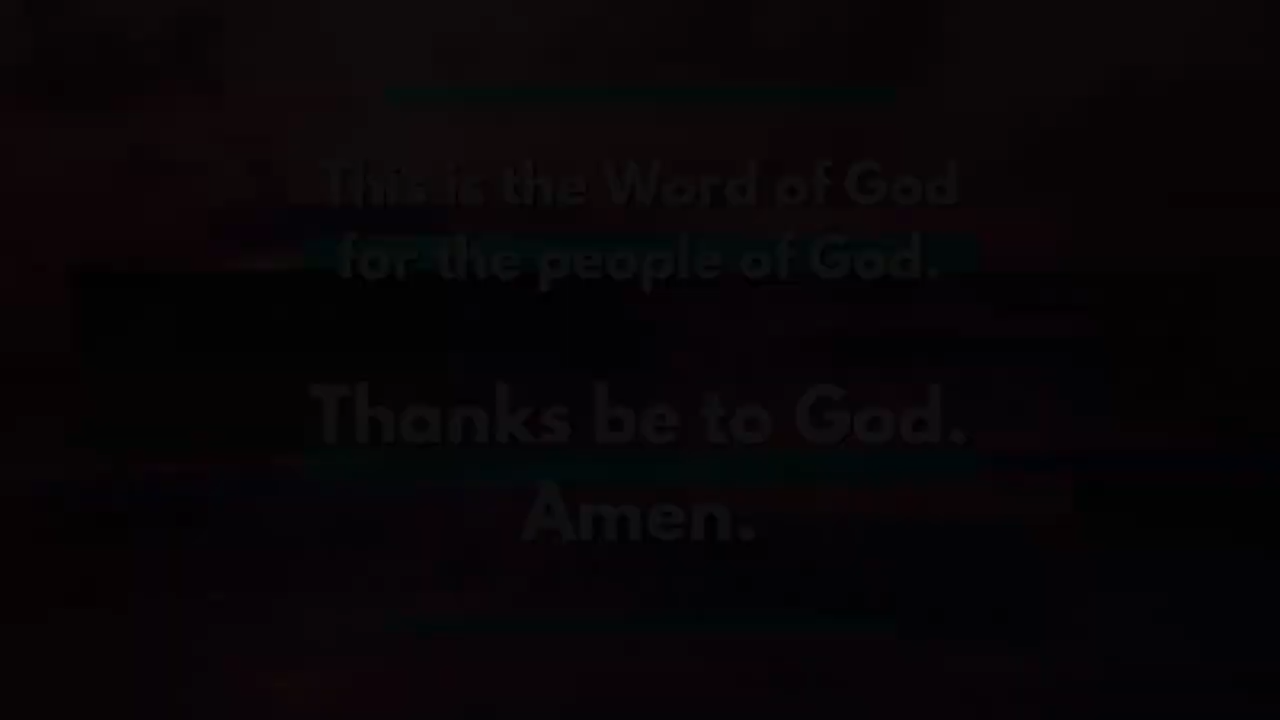 This is the Word of God
for the people of God.
Thanks be to God.
Amen.